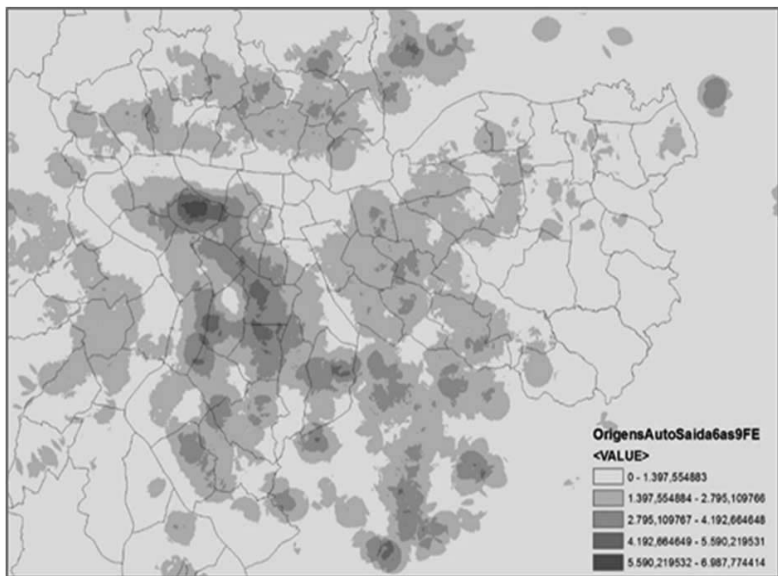 OrigensAutoSaida6as9FE
<VALUE>
0 - 1.397,554883
1.397,554884 - 2.795,109766
2.795,109767 - 4.192,664648
4.192,664649 - 5.590,219531
5.590,219532 - 6.987,774414